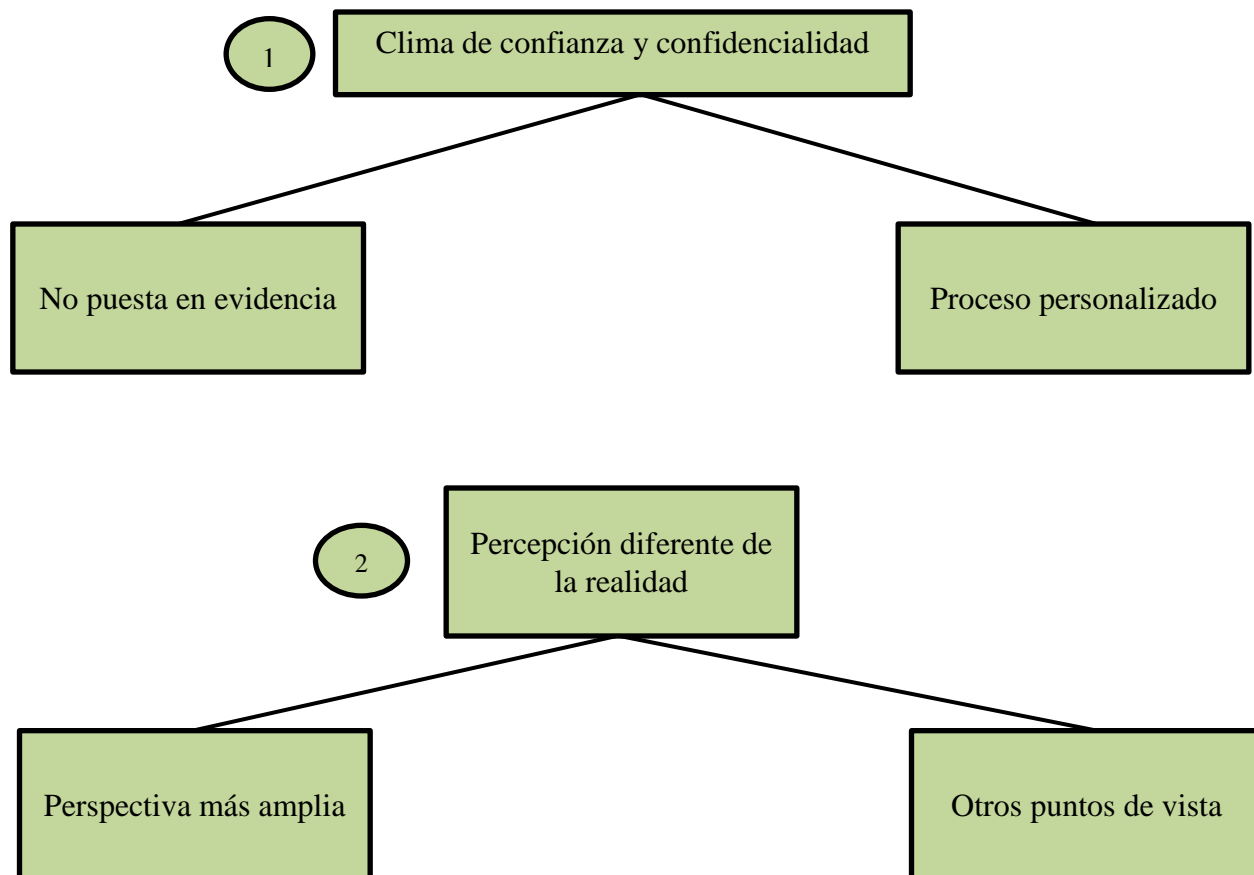 1
Clima de confianza y confidencialidad
No puesta en evidencia
Proceso personalizado
2
Percepción diferente de
la realidad
Perspectiva más amplia
Otros puntos de vista